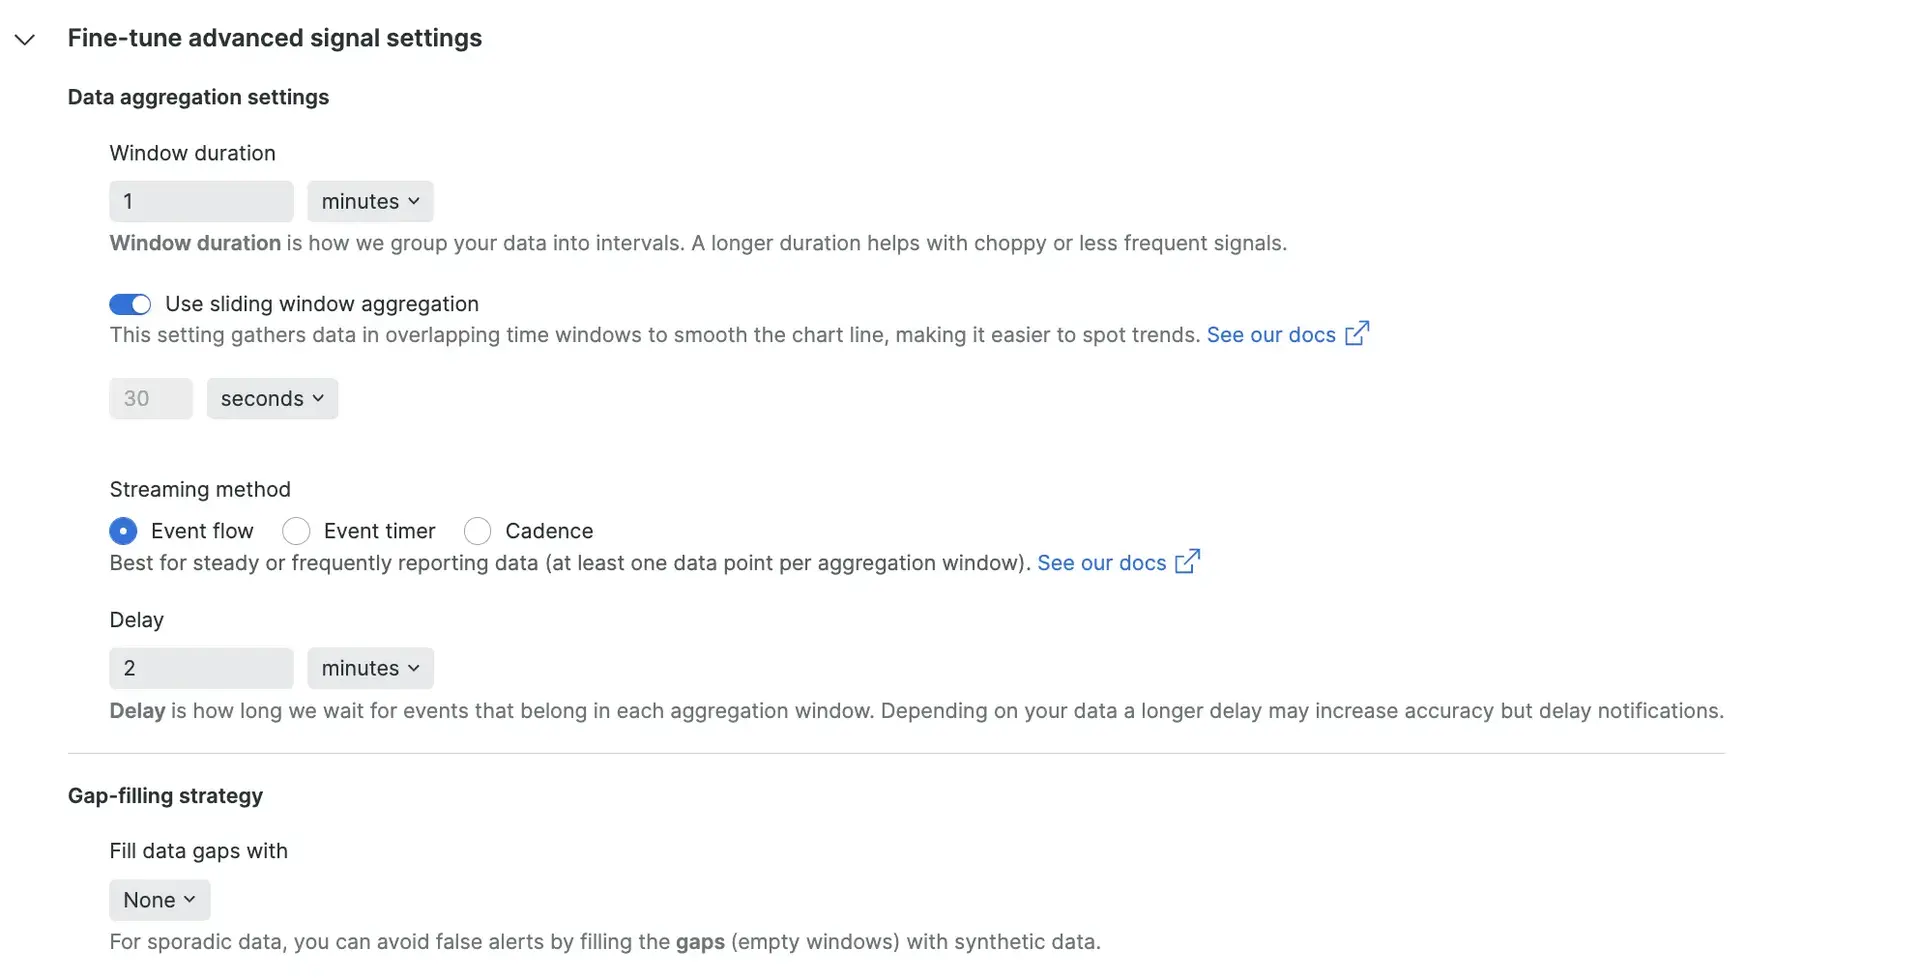 Fine-tune advanced signal settings
Data aggregation settings
Window duration
1 minutes
Window duration is how we group your data into intervals. A longer duration helps with choppy or less frequent signals.
Use sliding window aggregation
This setting gathers data in overlapping time windows to smooth the chart line, making it easier to spot trends. See our docs
30 seconds
Streaming method
Event flow Event timer Cadence
Best for steady or frequently reporting data (at least one data point per aggregation window). See our docs
Delay
2 minutes
Delay is how long we wait for events that belong in each aggregation window. Depending on your data a longer delay may increase accuracy but delay notifications.
Gap-filling strategy
Fill data gaps with
None
For sporadic data, you can avoid false alerts by filling the gaps (empty windows) with synthetic data.